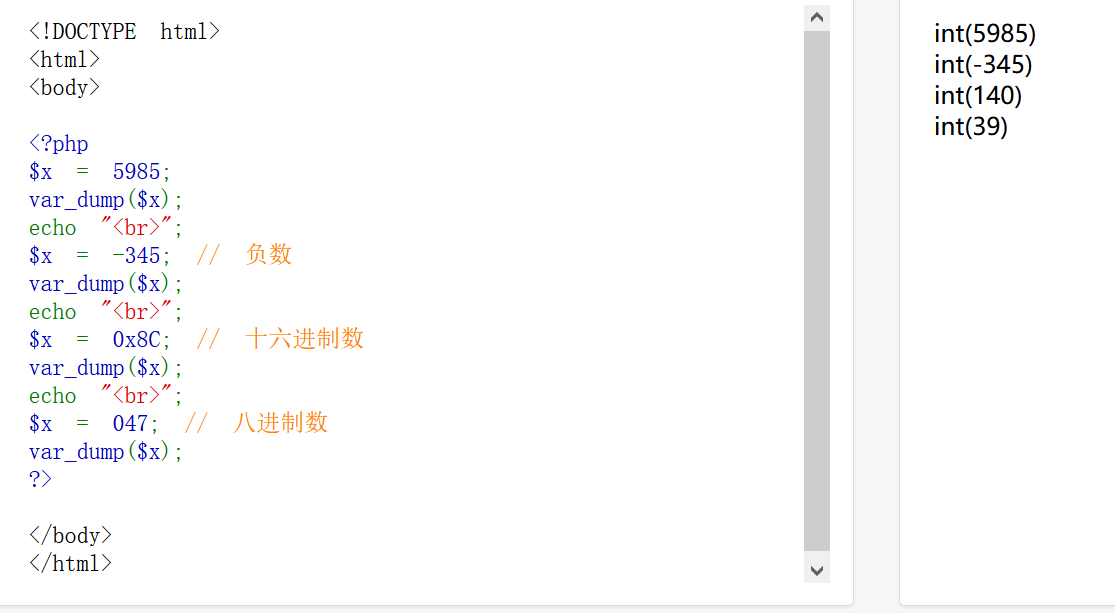 <!DOCTYPE html>
<html>
<body>
<?php
$x = 5985;
var_dump($x);
echo "<br>";
$x = -345; // 负数
var_dump($x);
echo "<br>";
$x = 0x8C; // 十六进制数
var_dump($x);
echo "<br>";
$x = 047; // 八进制数
var_dump($x);
?>
</body>
</html>
int(5985)
int(-345)
int(140)
int(39)